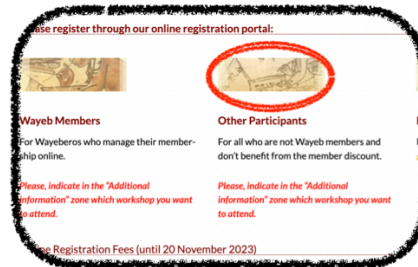 ase register through our online registration portal:
Wayeb Members
For Wayeberos who manage their member-
ship online.
Please, indicate in the "Additional
information" zone which workshop you want
to attend.
Other Participants
For all who are not Wayeb members and
don't benefit from the member discount.
Please, indicate in the "Additional
information" zone which workshop you want
to attend.
Registration Fees (until 20 November 2023)